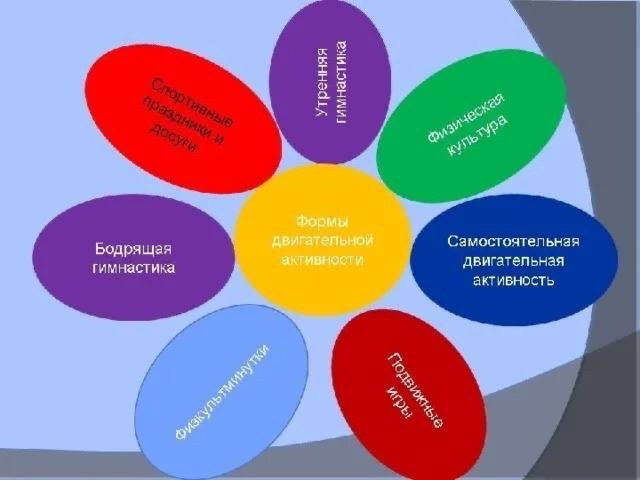 Утренняя
гимнастика
Спортивные
праздники и
досуги
Физическая
культура
Формы
двигательной
активности
Бодрящая
гимнастика
Самостоятельная
двигательная
активность
Физкультминутки
Подвижные
игры